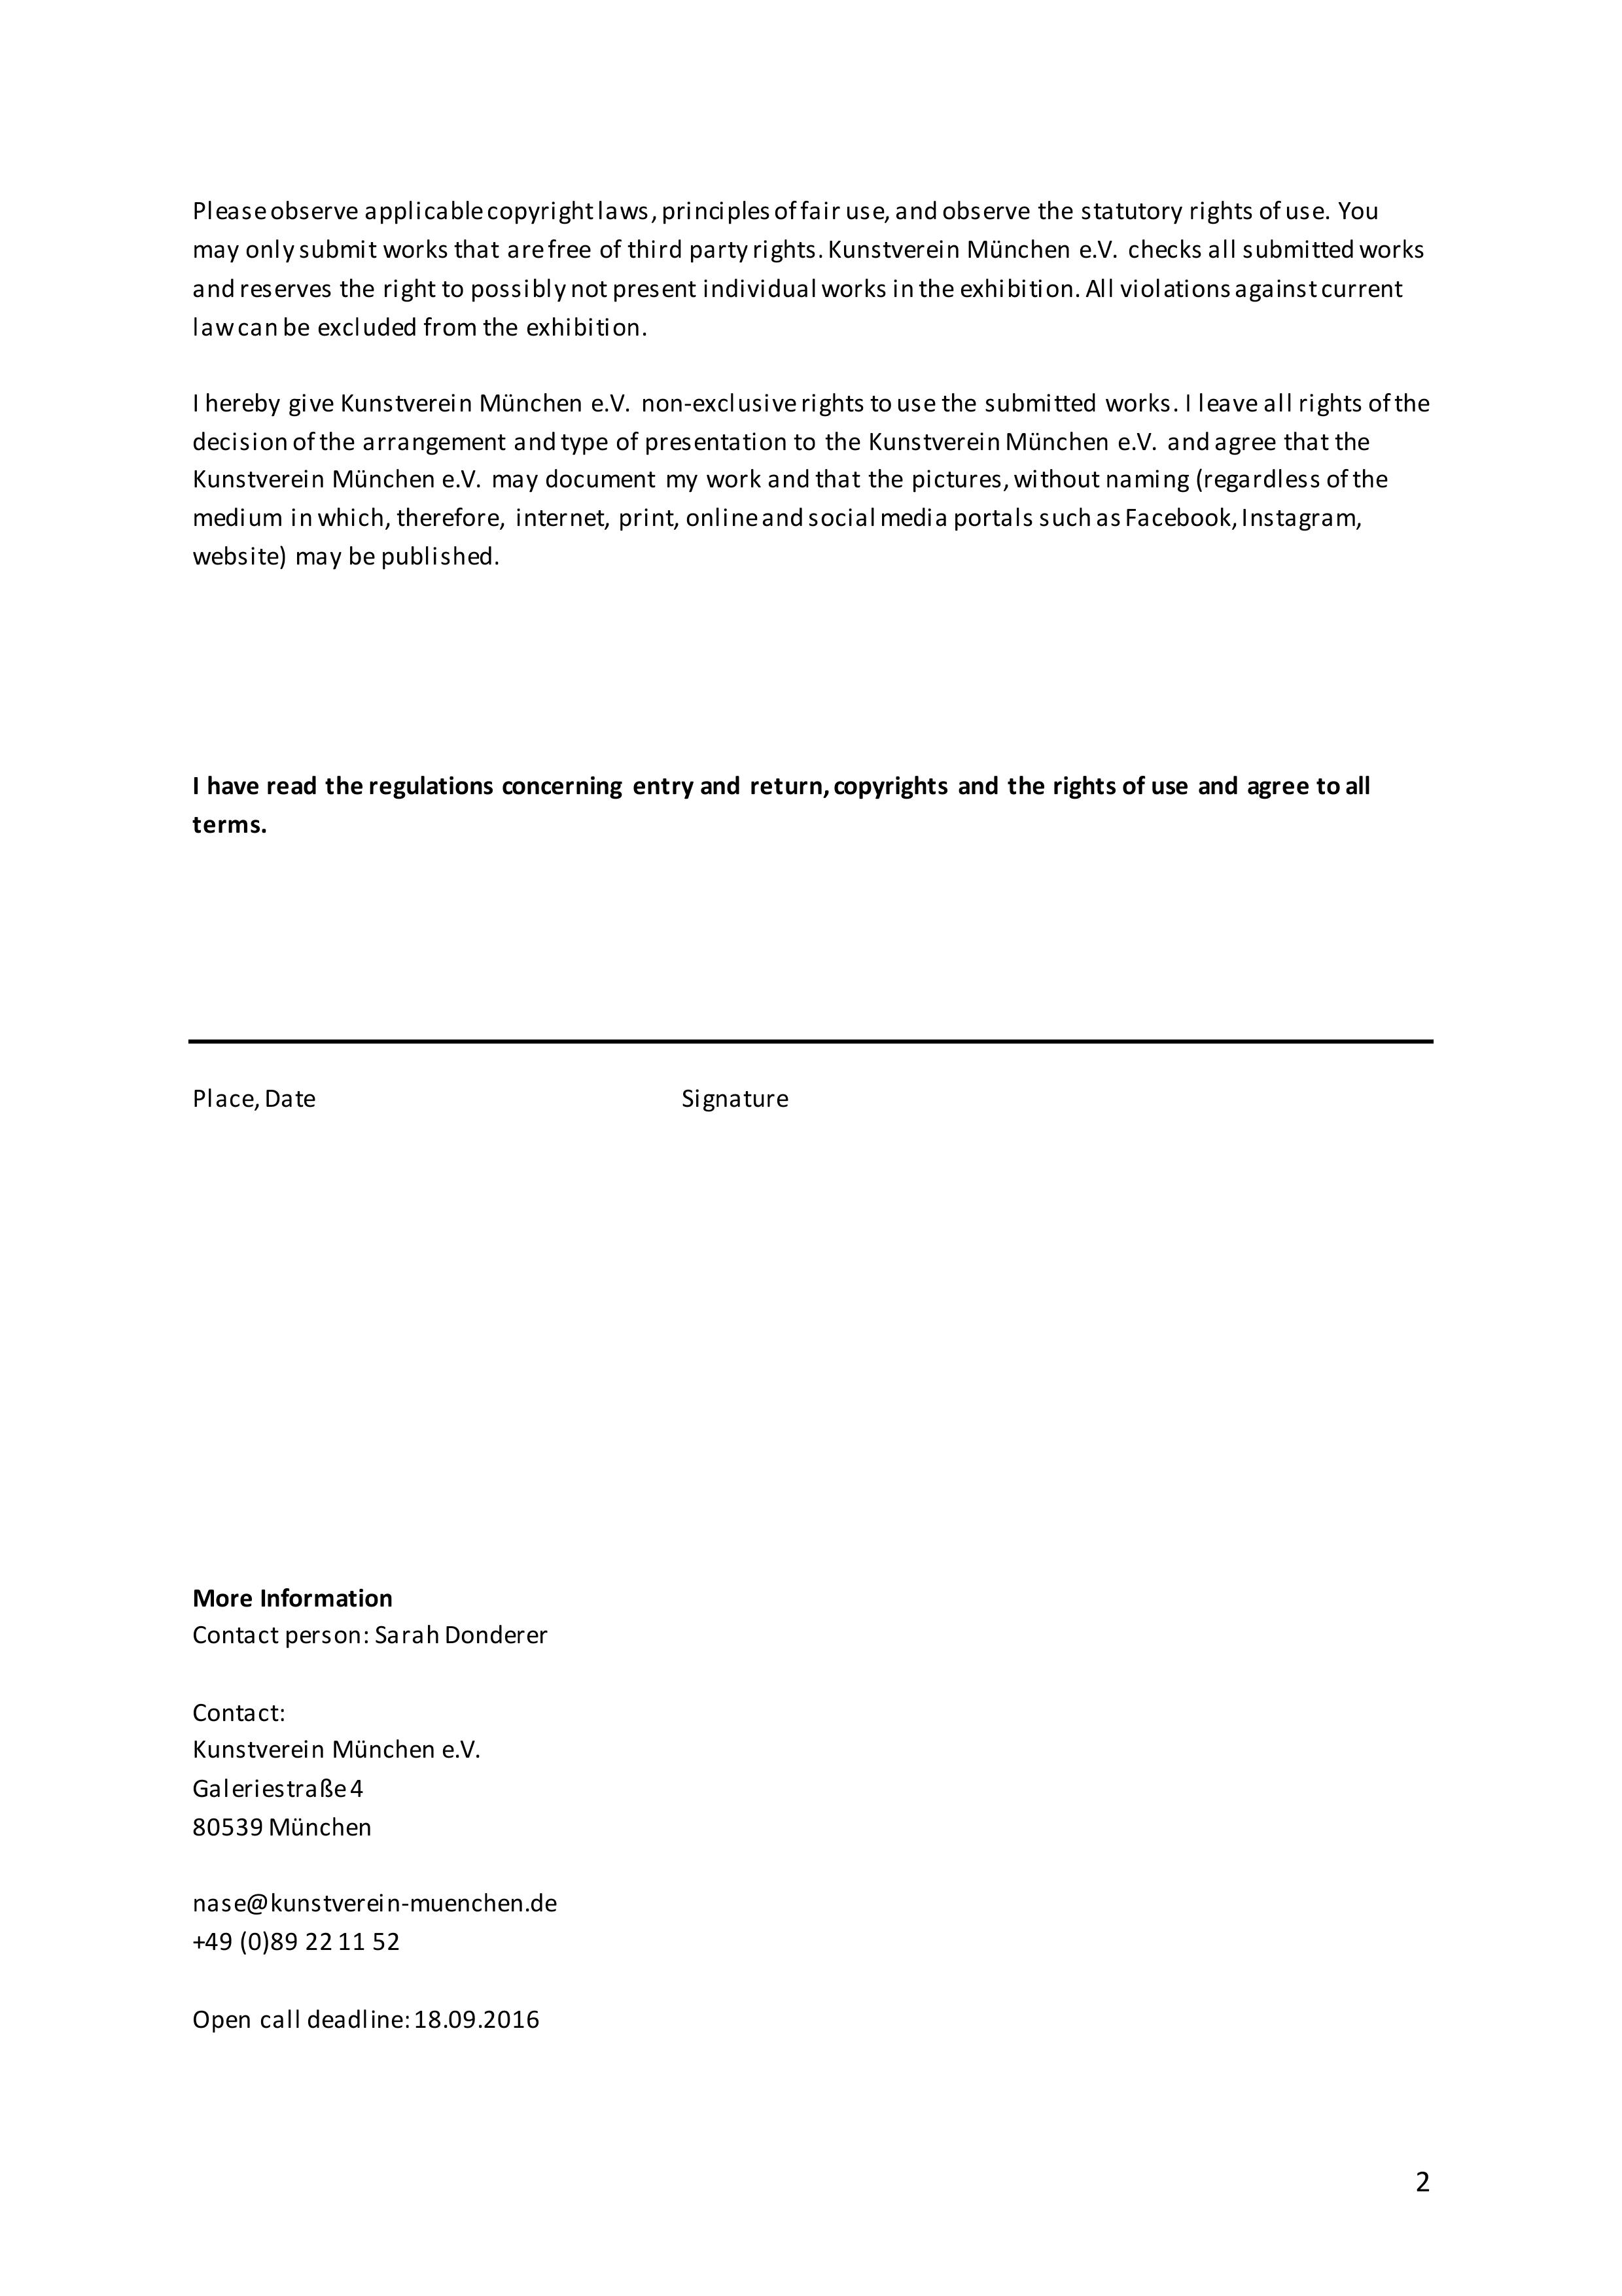 Please observe applicable copyright laws, principles of fair use, and observe the statutory rights of use. You
may only submit works that are free of third party rights. Kunstverein München e.V. checks all submitted works
and reserves the right to possibly not present individual works in the exhibition. All violations against current
law can be excluded from the exhibition.
I hereby give Kunstverein München e.V. non-exclusive rights to use the submitted works. I leave all rights of the
decision of the arrangement and type of presentation to the Kunstverein München e.V. and agree that the
Kunstverein München e.V. may document my work and that the pictures, without naming (regardless of the
medium in which, therefore, internet, print, online and social media portals such as Facebook, Instagram,
website) may be published.
I have read the regulations concerning entry and return, copyrights and the rights of use and agree to all
terms.
Place, Date Signature
More Information
Contact person: Sarah Donderer
Contact:
Kunstverein München e.V.
Galeriestraße 4
80539 München
nase@kunstverein-muenchen.de
+49 (0)89 22 11 52
Open call deadline: 18.09.2016
2